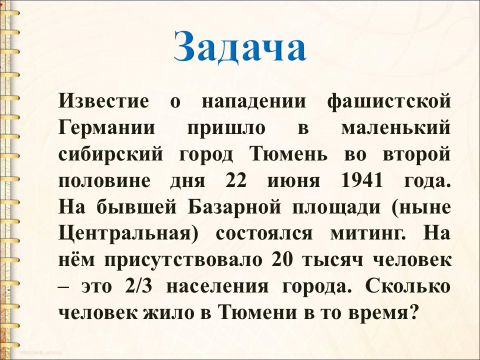 Задача
Известие о нападении фашистской
Германии пришло в маленький
сибирский город Тюмень во второй
половине дня 22 июня 1941 года.
На бывшей Базарной площади (ныне
Центральная) состоялся митинг. На
нём присутствовало 20 тысяч человек
– это 2/3 населения города. Сколько
человек жило в Тюмени в то время?